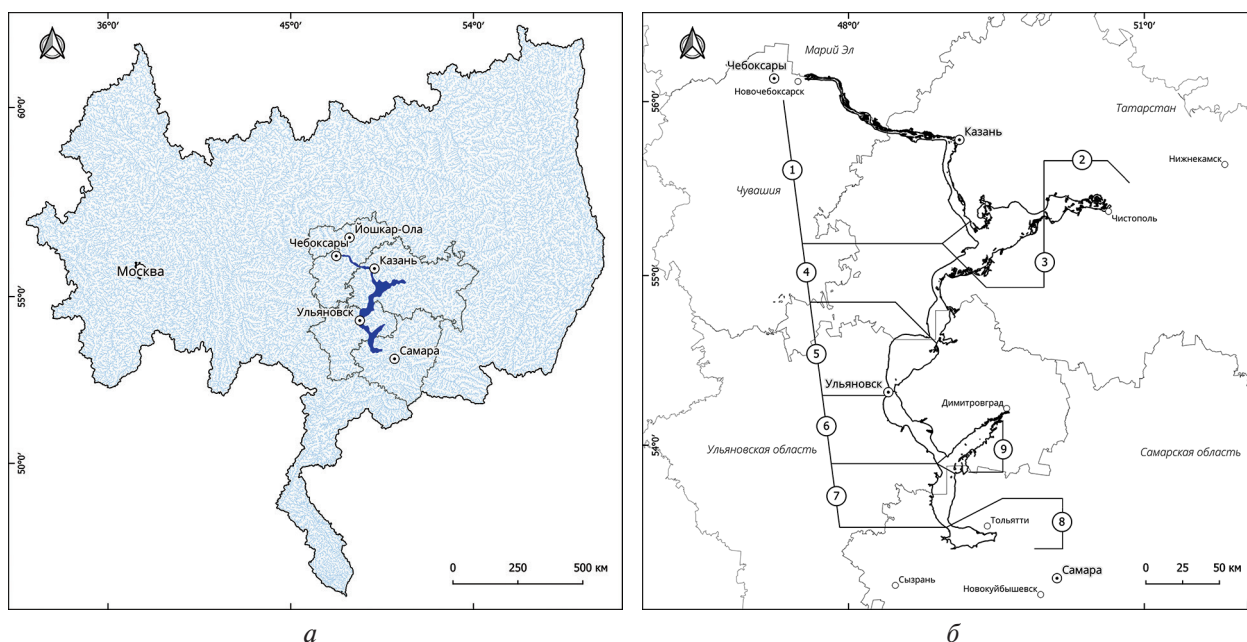 36°0'
45°0'
54°0'
60°0'
55°0'
50°0'
Йошкар-Ола
Чебоксары
Казань
Москва
Ульяновск
Самара
0 250 500 км
а
48°0'
51°0'
56°0'
55°0'
54°0'
Марий Эл
Чебоксары
Новочебоксарск
Татарстан
Казань
Нижнекамск
1
2
Чувашия
Чистополь
3
4
5
Ульяновск
Димитровград
6
Ульяновская область
9
Самарская область
7
8
Тольятти
Сызрань
Самара
Новокуйбышевск
0 25 50 км
б